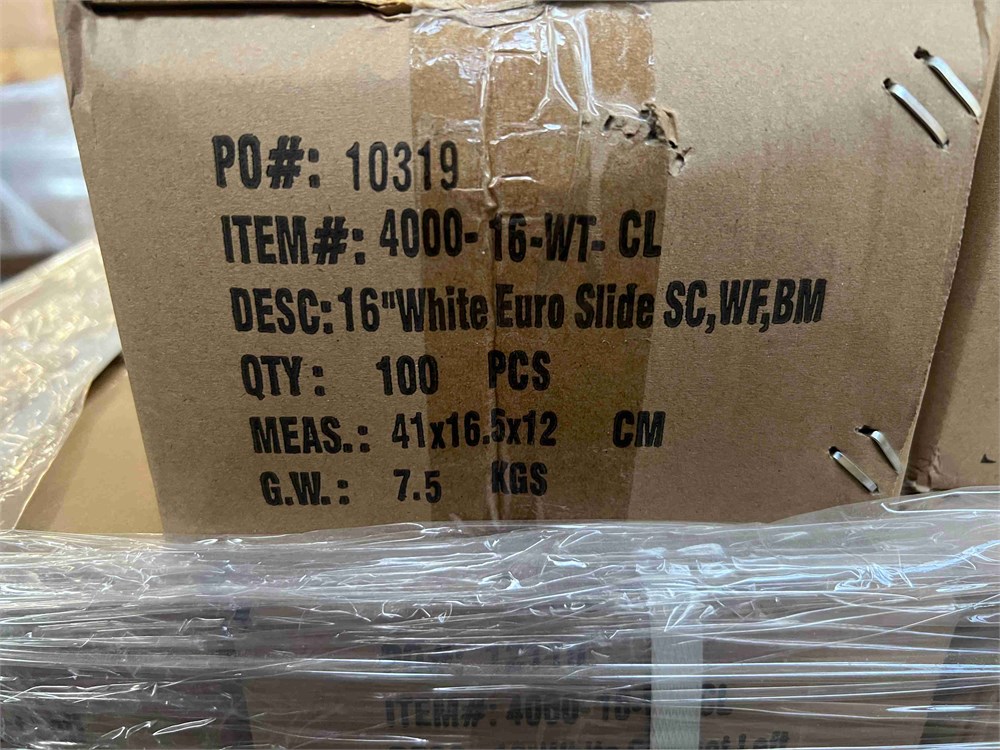 PO#: 10319
ITEM#: 4000-16-WT-CL
DESC:16"White Euro Slide SC,WF,BM
QTY: 100 PCS
MEAS.: 41x16.5x12 CM
G.W.: 7.5 KGS
ITEM#: CL